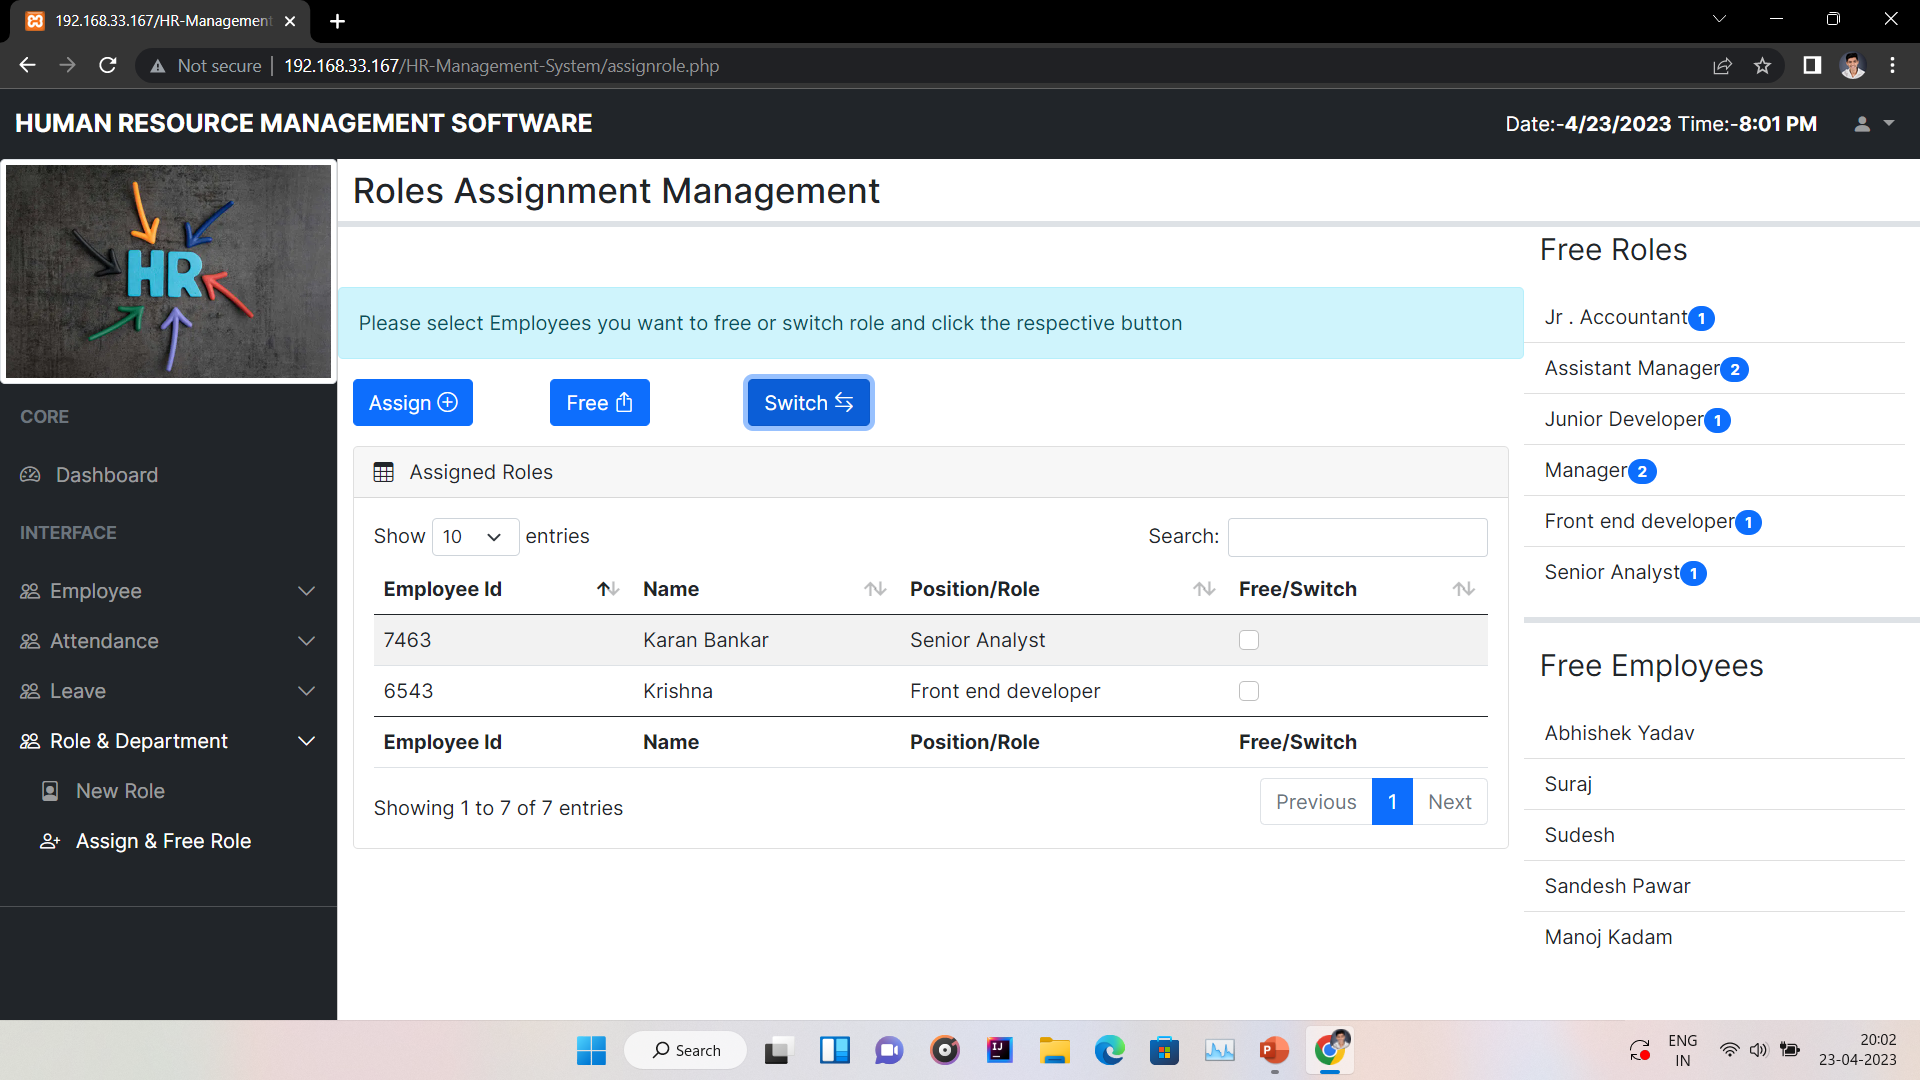 192.168.33.167/HR-Management
Not secure
192.168.33.167/HR-Management-System/assignrole.php
HUMAN RESOURCE MANAGEMENT SOFTWARE
Date:-4/23/2023 Time:-8:01 PM
HR
CORE
Dashboard
INTERFACE
Employee
Attendance
Leave
Role & Department
New Role
Assign & Free Role
Roles Assignment Management
Please select Employees you want to free or switch role and click the respective button
Assign
Free
Switch
Assigned Roles
Show 10 entries
Search:
Employee Id Name Position/Role Free/Switch
7463 Karan Bankar Senior Analyst
6543 Krishna Front end developer
Employee Id Name Position/Role Free/Switch
Showing 1 to 7 of 7 entries
Previous 1 Next
Free Roles
Jr . Accountant 1
Assistant Manager 2
Junior Developer 1
Manager 2
Front end developer 1
Senior Analyst 1
Free Employees
Abhishek Yadav
Suraj
Sudesh
Sandesh Pawar
Manoj Kadam
Search
IJ
P
ENG
IN
20:02
23-04-2023